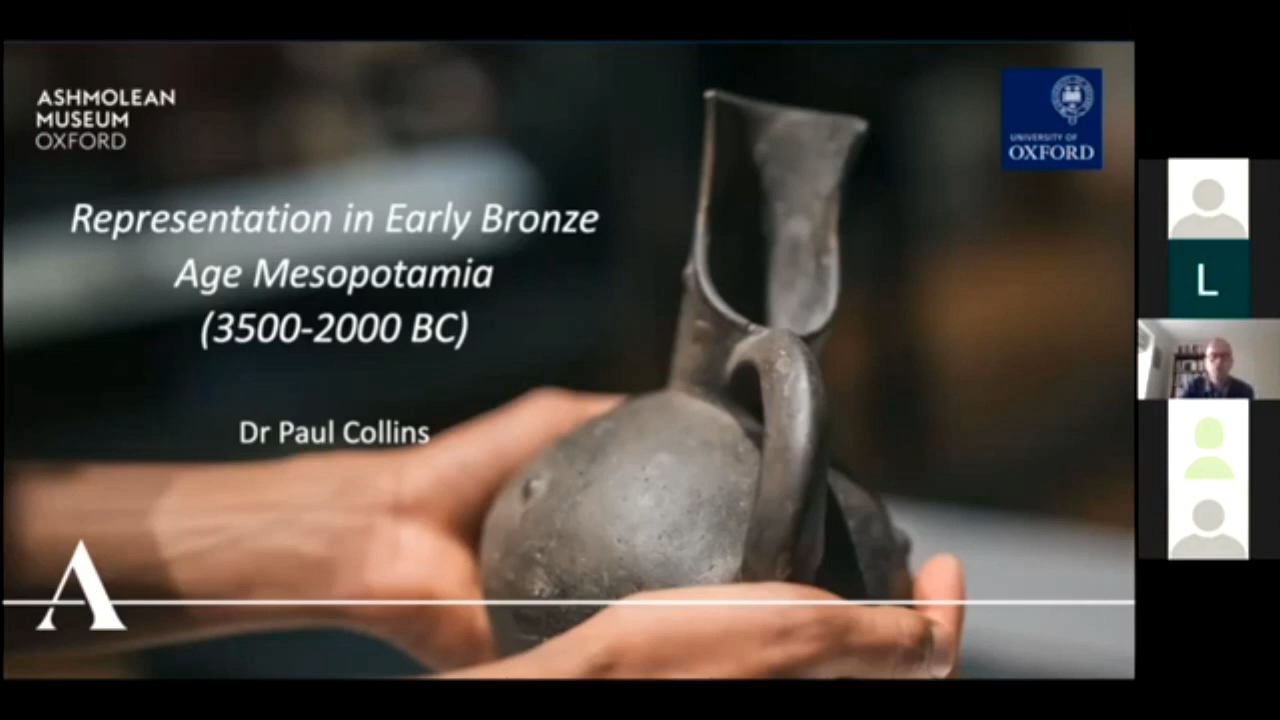 ASHMOLEAN
MUSEUM
OXFORD
UNIVERSITY OF
OXFORD
Representation in Early Bronze
Age Mesopotamia
(3500-2000 BC)
Dr Paul Collins
A
L